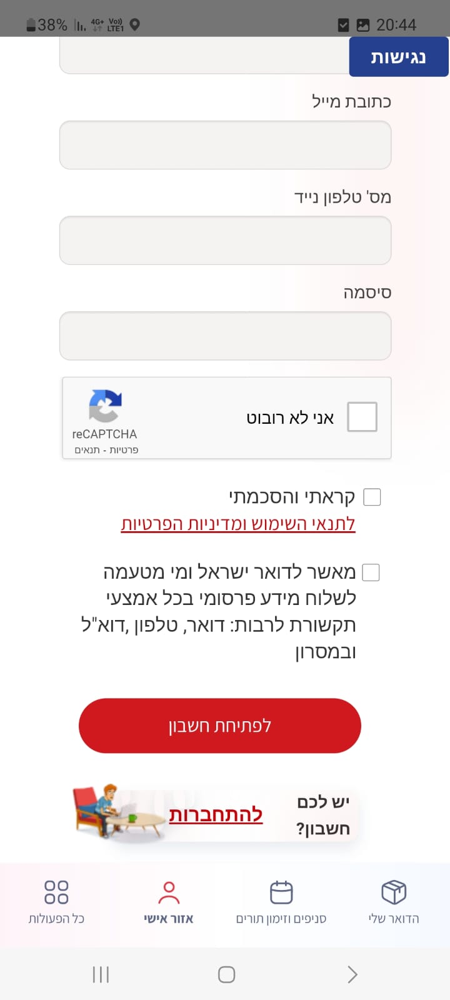 38% 4G+ Vo)) LTE1 20:44
נגישות
כתובת מייל
מס' טלפון נייד
סיסמה
אני לא רובוט
reCAPTCHA
פרטיות - תנאים
קראתי והסכמתי
לתנאי השימוש ומדיניות הפרטיות
מאשר לדואר ישראל ומי מטעמה
לשלוח מידע פרסומי בכל אמצעי
תקשורת לרבות: דואר, טלפון ,דוא"ל
ובמסרון
לפתיחת חשבון
יש לכם
חשבון?
להתחברות
הדואר שלי
סניפים וזימון תורים
אזור אישי
כל הפעולות